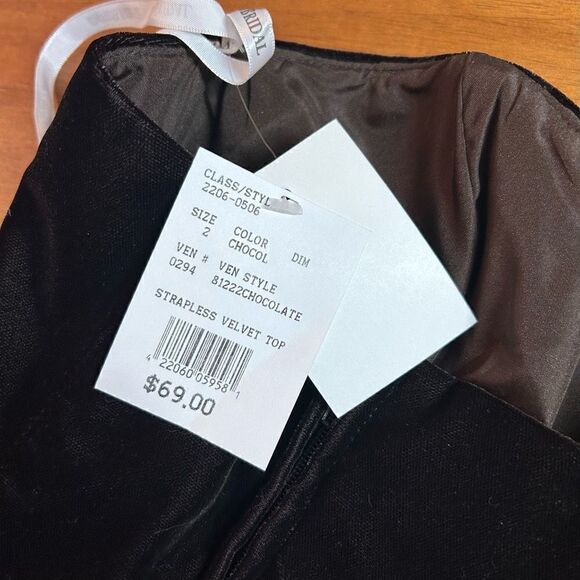 BRIDAL
CLASS/STYL
2206-0506
SIZE COLOR DIM
2 CHOCOL
VEN # VEN STYLE
0294 81222CHOCOLATE
STRAPLESS VELVET TOP
4 22060 05958 1
$69.00